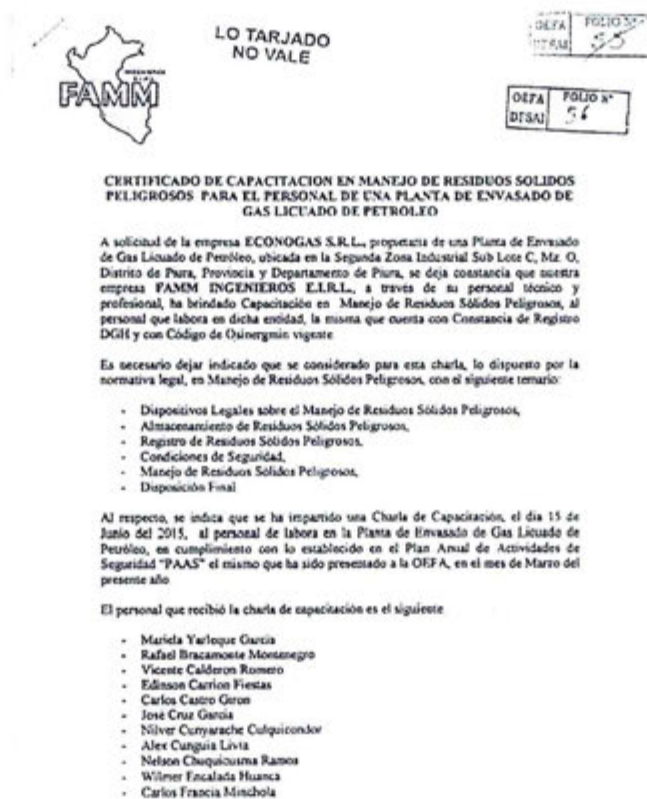 LO TARJADO
NO VALE
OEFA
DFSAI
FOLIO Nº
55
FAMM
INGENIEROS
E.I.R.L.
OEFA
DFSAI
FOLIO Nº
56
CERTIFICADO DE CAPACITACION EN MANEJO DE RESIDUOS SOLIDOS
PELIGROSOS PARA EL PERSONAL DE UNA PLANTA DE ENVASADO DE
GAS LICUADO DE PETROLEO
A solicitud de la empresa ECONOGAS S.R.L., propietaria de una Planta de Envasado
de Gas Licuado de Petróleo, ubicada en la Segunda Zona Industrial Sub Lote C, Mz. O,
Distrito de Piura, Provincia y Departamento de Piura, se deja constancia que nuestra
empresa FAMM INGENIEROS E.I.R.L., a través de su personal técnico y
profesional, ha brindado Capacitación en Manejo de Residuos Sólidos Peligrosos, al
personal que labora en dicha entidad, la misma que cuenta con Constancia de Registro
DGH y con Código de Osinergmin vigente
Es necesario dejar indicado que se considerado para esta charla, lo dispuesto por la
normativa legal, en Manejo de Residuos Sólidos Peligrosos, con el siguiente temario:
- Dispositivos Legales sobre el Manejo de Residuos Sólidos Peligrosos,
- Almacenamiento de Residuos Sólidos Peligrosos,
- Registro de Residuos Sólidos Peligrosos,
- Condiciones de Seguridad,
- Manejo de Residuos Sólidos Peligrosos,
- Disposición Final
Al respecto, se indica que se ha impartido una Charla de Capacitación, el día 15 de
Junio del 2015, al personal de labora en la Planta de Envasado de Gas Licuado de
Petróleo, en cumplimiento con lo establecido en el Plan Anual de Actividades de
Seguridad "PAAS" el mismo que ha sido presentado a la OEFA, en el mes de Marzo del
presente año
El personal que recibió la charla de capacitación es el siguiente
- Mariela Yarleque Garcia
- Rafael Bracamonte Montenegro
- Vicente Calderon Romero
- Edinson Carrion Fiestas
- Carlos Castro Giron
- José Cruz Garcia
- Nilver Cunyarache Culquicondor
- Alex Cunguia Livia
- Nelson Chuquicusma Ramos
- Wilmer Encalada Huanca
- Carlos Francia Minchola